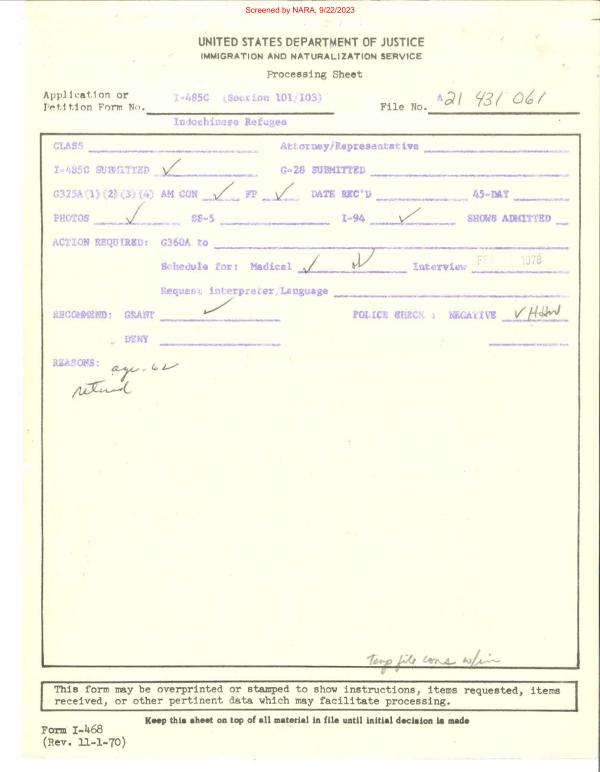 Screened by NARA, 9/22/2023
UNITED STATES DEPARTMENT OF JUSTICE
IMMIGRATION AND NATURALIZATION SERVICE
Processing Sheet
Application or Petition Form No. I-485C (Section 101/103)
File No. A21 431 061
Indochinese Refugee
CLASS Attorney/Representative
I-485C SUBMITTED ✓ G-28 SUBMITTED
G325A(1)(2)(3)(4) AM CON ✓ FP ✓ DATE REC'D 45-DAY
PHOTOS ✓ SS-5 I-94 ✓ SHOWS ADMITTED
ACTION REQUIRED: G360A to
Schedule for: Medical ✓ Interview 1978
Request interpreter/Language
RECOMMEND: GRANT ✓ POLICE CHECK: NEGATIVE ✓
DENY
REASONS: age-62
retired
Temp file cons w/in
This form may be overprinted or stamped to show instructions, items requested, items
received, or other pertinent data which may facilitate processing.
Keep this sheet on top of all material in file until initial decision is made
Form I-468
(Rev. 11-1-70)